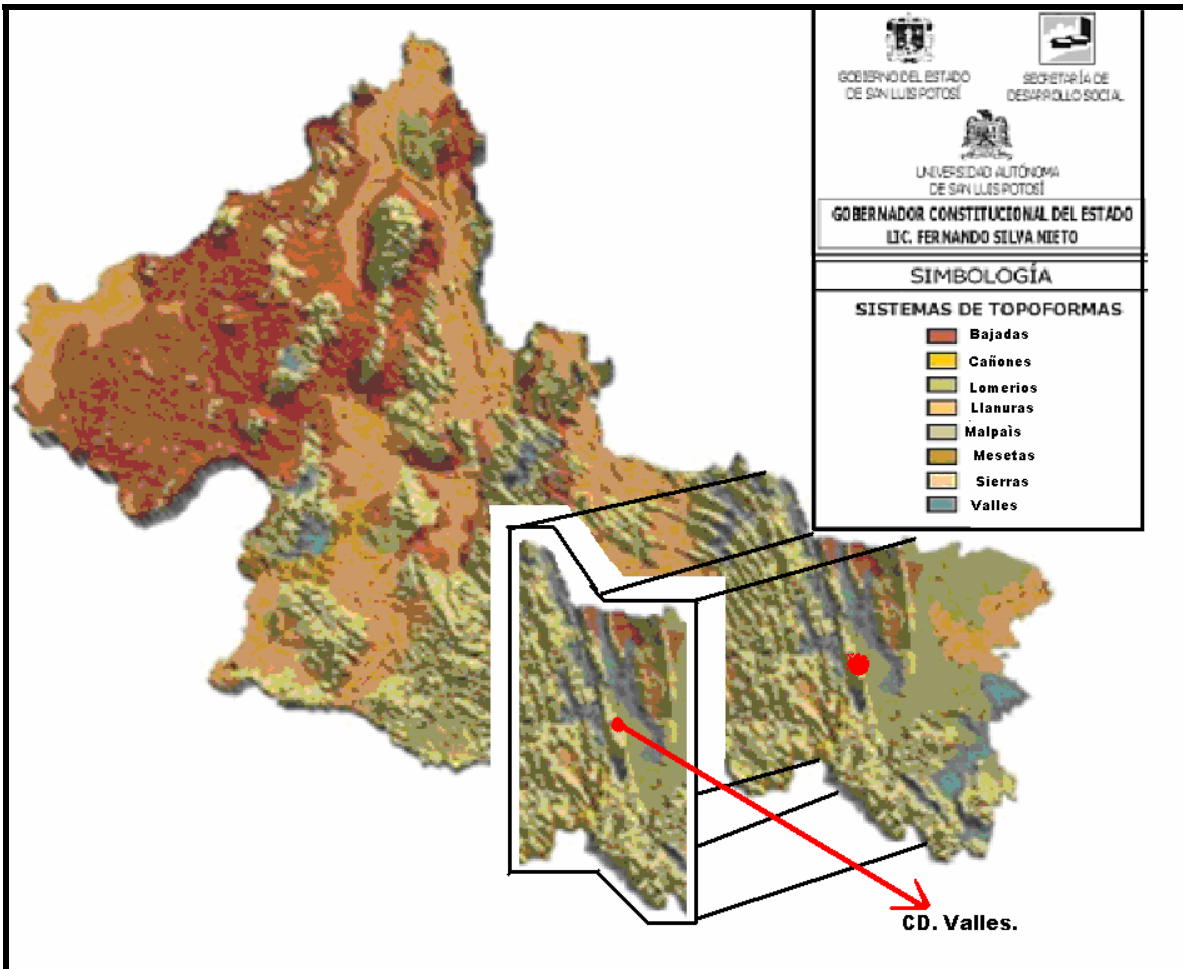 GOBIERNO DEL ESTADO
DE SAN LUIS POTOSÍ
SECRETARÍA DE
DESARROLLO SOCIAL
UNIVERSIDAD AUTÓNOMA
DE SAN LUIS POTOSÍ
GOBERNADOR CONSTITUCIONAL DEL ESTADO
LIC. FERNANDO SILVA NIETO
SIMBOLOGÍA
SISTEMAS DE TOPOFORMAS
Bajadas
Cañones
Lomerios
Llanuras
Malpaìs
Mesetas
Sierras
Valles
CD. Valles.